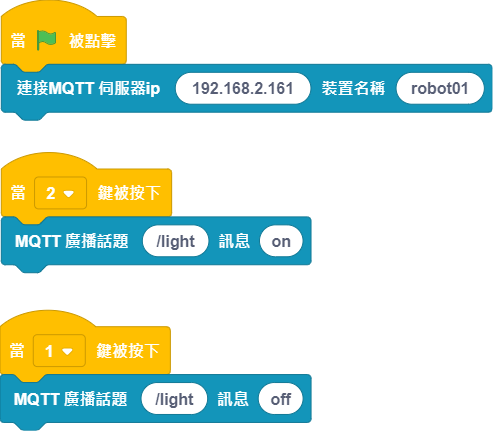 當 被點擊
連接MQTT 伺服器ip 192.168.2.161 裝置名稱 robot01
當 2 鍵被按下
MQTT 廣播話題 /light 訊息 on
當 1 鍵被按下
MQTT 廣播話題 /light 訊息 off